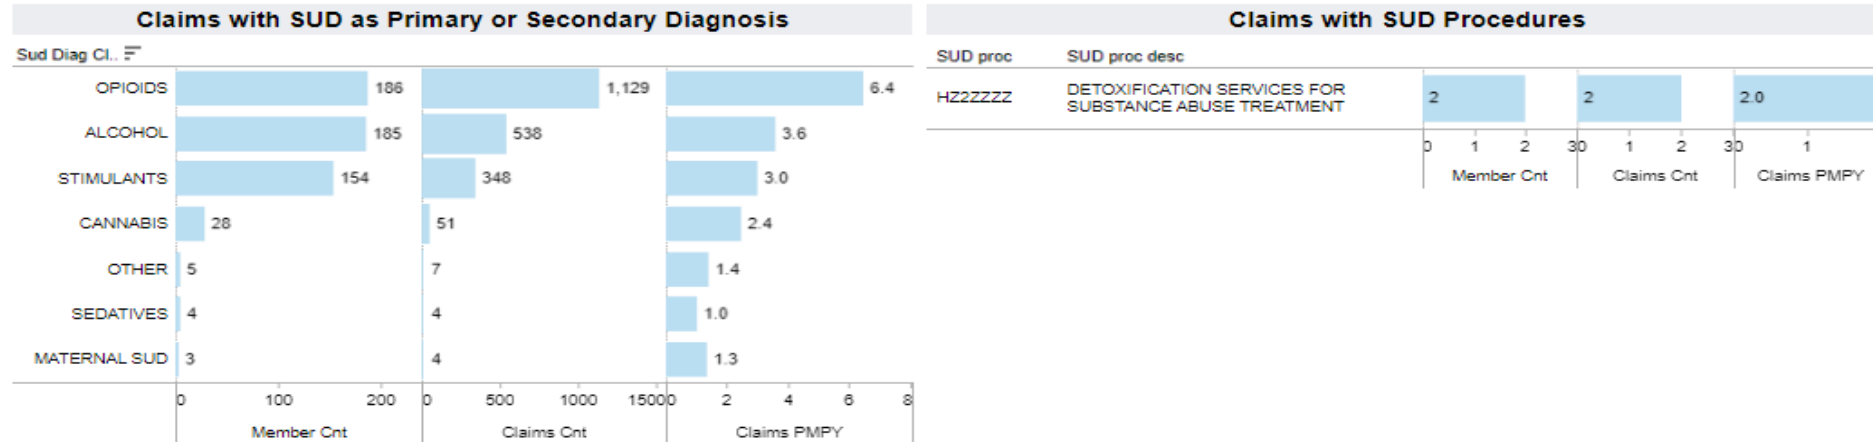 Claims with SUD as Primary or Secondary Diagnosis
Sud Diag Cl..
OPIOIDS 186 1,129 6.4
ALCOHOL 185 538 3.6
STIMULANTS 154 348 3.0
CANNABIS 28 51 2.4
OTHER 5 7 1.4
SEDATIVES 4 4 1.0
MATERNAL SUD 3 4 1.3
0 100 200 0 500 1000 1500 0 2 4 6 8
Member Cnt Claims Cnt Claims PMPY
Claims with SUD Procedures
SUD proc SUD proc desc
HZ2ZZZZ DETOXIFICATION SERVICES FOR
SUBSTANCE ABUSE TREATMENT
2 2 2.0
0 1 2 3 0 1 2 3 0 1
Member Cnt Claims Cnt Claims PMPY